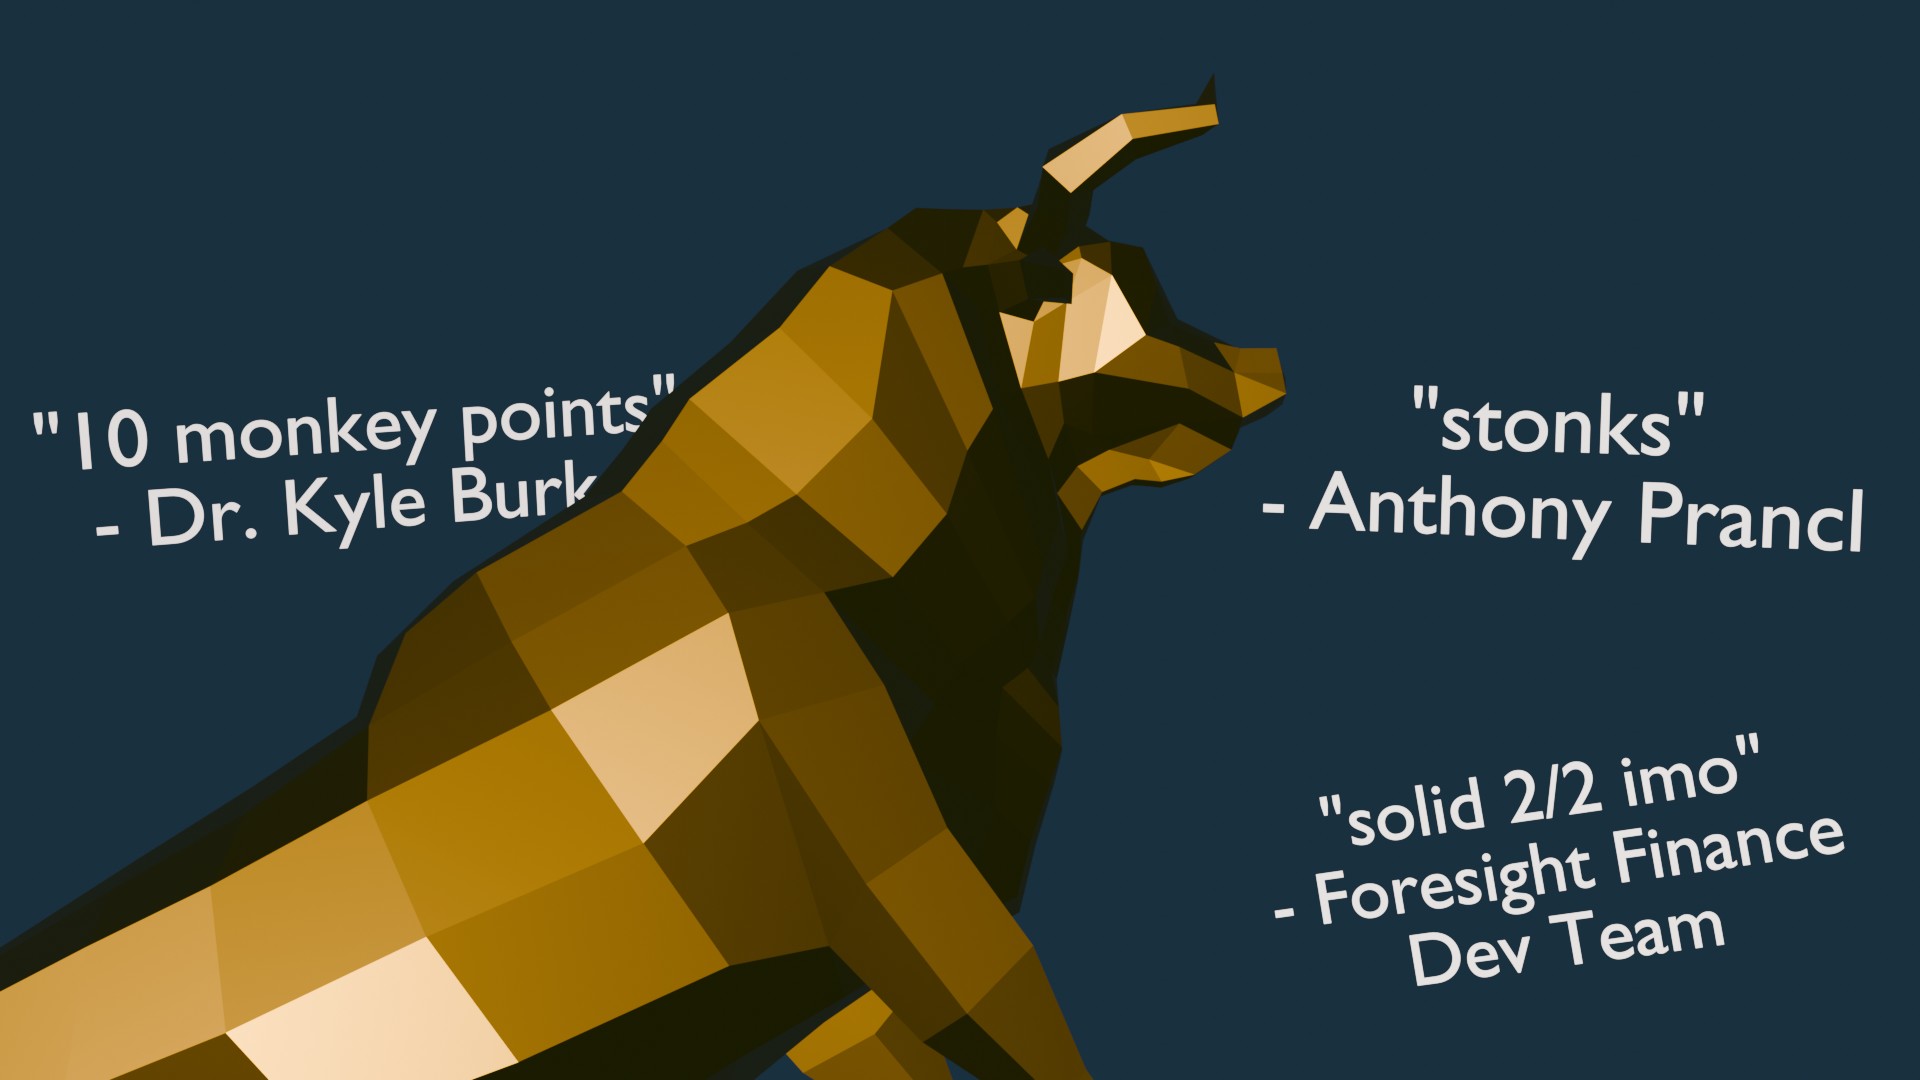 "10 monkey points"
- Dr. Kyle Burk
"stonks"
- Anthony Prancl
"solid 2/2 imo"
- Foresight Finance
Dev Team